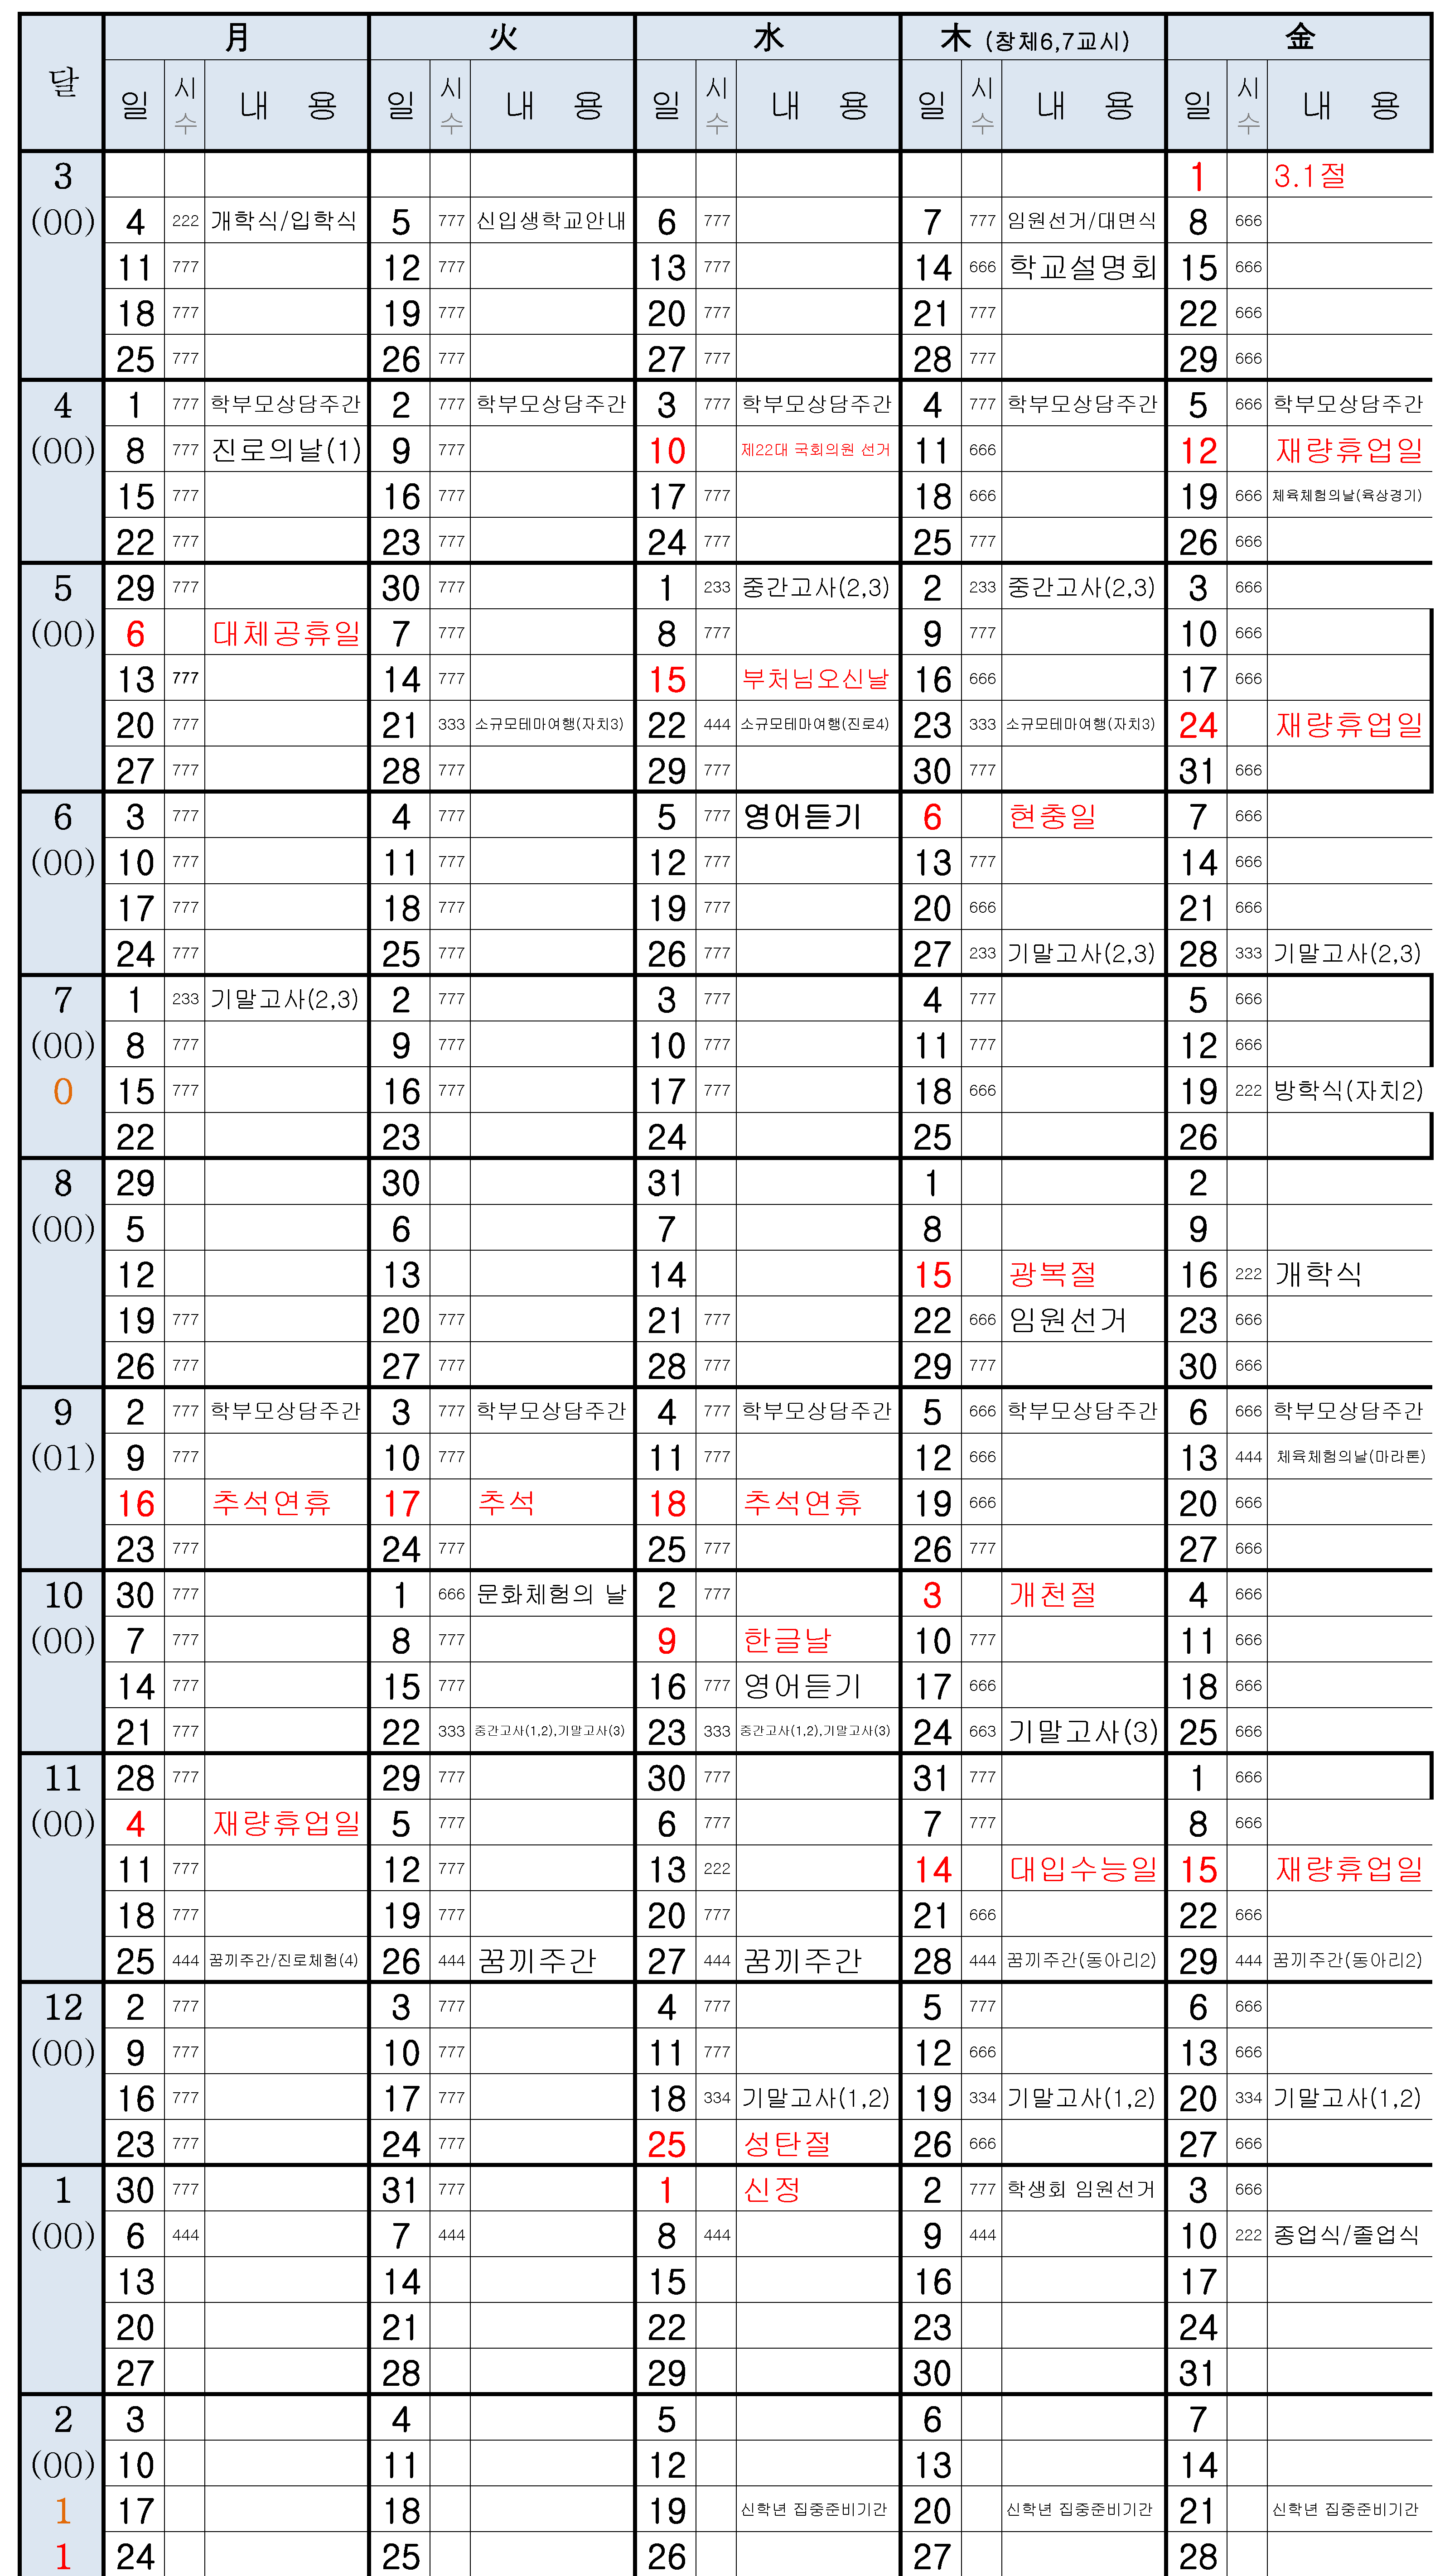 달 月 火 水 木 (창체6,7교시) 金
일 시수 내 용 일 시수 내 용 일 시수 내 용 일 시수 내 용 일 시수 내 용
3 1 3.1절
(00) 4 222 개학식/입학식 5 777 신입생학교안내 6 777 7 777 임원선거/대면식 8 666
11 777 12 777 13 777 14 666 학교설명회 15 666
18 777 19 777 20 777 21 777 22 666
25 777 26 777 27 777 28 777 29 666
4 1 777 학부모상담주간 2 777 학부모상담주간 3 777 학부모상담주간 4 777 학부모상담주간 5 666 학부모상담주간
(00) 8 777 진로의날(1) 9 777 10 제22대 국회의원 선거 11 666 12 재량휴업일
15 777 16 777 17 777 18 666 19 666 체육체험의날(육상경기)
22 777 23 777 24 777 25 777 26 666
5 29 777 30 777 1 233 중간고사(2,3) 2 233 중간고사(2,3) 3 666
(00) 6 대체공휴일 7 777 8 777 9 777 10 666
13 777 14 777 15 부처님오신날 16 666 17 666
20 777 21 333 소규모테마여행(자치3) 22 444 소규모테마여행(진로4) 23 333 소규모테마여행(자치3) 24 재량휴업일
27 777 28 777 29 777 30 777 31 666
6 3 777 4 777 5 777 영어듣기 6 현충일 7 666
(00) 10 777 11 777 12 777 13 777 14 666
17 777 18 777 19 777 20 666 21 666
24 777 25 777 26 777 27 233 기말고사(2,3) 28 333 기말고사(2,3)
7 1 233 기말고사(2,3) 2 777 3 777 4 777 5 666
(00) 8 777 9 777 10 777 11 777 12 666
0 15 777 16 777 17 777 18 666 19 222 방학식(자치2)
22 23 24 25 26
8 29 30 31 1 2
(00) 5 6 7 8 9
12 13 14 15 광복절 16 222 개학식
19 777 20 777 21 777 22 666 임원선거 23 666
26 777 27 777 28 777 29 777 30 666
9 2 777 학부모상담주간 3 777 학부모상담주간 4 777 학부모상담주간 5 666 학부모상담주간 6 666 학부모상담주간
(01) 9 777 10 777 11 777 12 666 13 444 체육체험의날(마라톤)
16 추석연휴 17 추석 18 추석연휴 19 666 20 666
23 777 24 777 25 777 26 777 27 666
10 30 777 1 666 문화체험의 날 2 777 3 개천절 4 666
(00) 7 777 8 777 9 한글날 10 777 11 666
14 777 15 777 16 777 영어듣기 17 666 18 666
21 777 22 333 중간고사(1,2),기말고사(3) 23 333 중간고사(1,2),기말고사(3) 24 663 기말고사(3) 25 666
11 28 777 29 777 30 777 31 777 1 666
(00) 4 재량휴업일 5 777 6 777 7 777 8 666
11 777 12 777 13 222 14 대입수능일 15 재량휴업일
18 777 19 777 20 777 21 666 22 666
25 444 꿈끼주간/진로체험(4) 26 444 꿈끼주간 27 444 꿈끼주간 28 444 꿈끼주간(동아리2) 29 444 꿈끼주간(동아리2)
12 2 777 3 777 4 777 5 777 6 666
(00) 9 777 10 777 11 777 12 666 13 666
16 777 17 777 18 334 기말고사(1,2) 19 334 기말고사(1,2) 20 334 기말고사(1,2)
23 777 24 777 25 성탄절 26 666 27 666
1 30 777 31 777 1 신정 2 777 학생회 임원선거 3 666
(00) 6 444 7 444 8 444 9 444 10 222 종업식/졸업식
13 14 15 16 17
20 21 22 23 24
27 28 29 30 31
2 3 4 5 6 7
(00) 10 11 12 13 14
1 17 18 19 신학년 집중준비기간 20 신학년 집중준비기간 21 신학년 집중준비기간
1 24 25 26 27 28